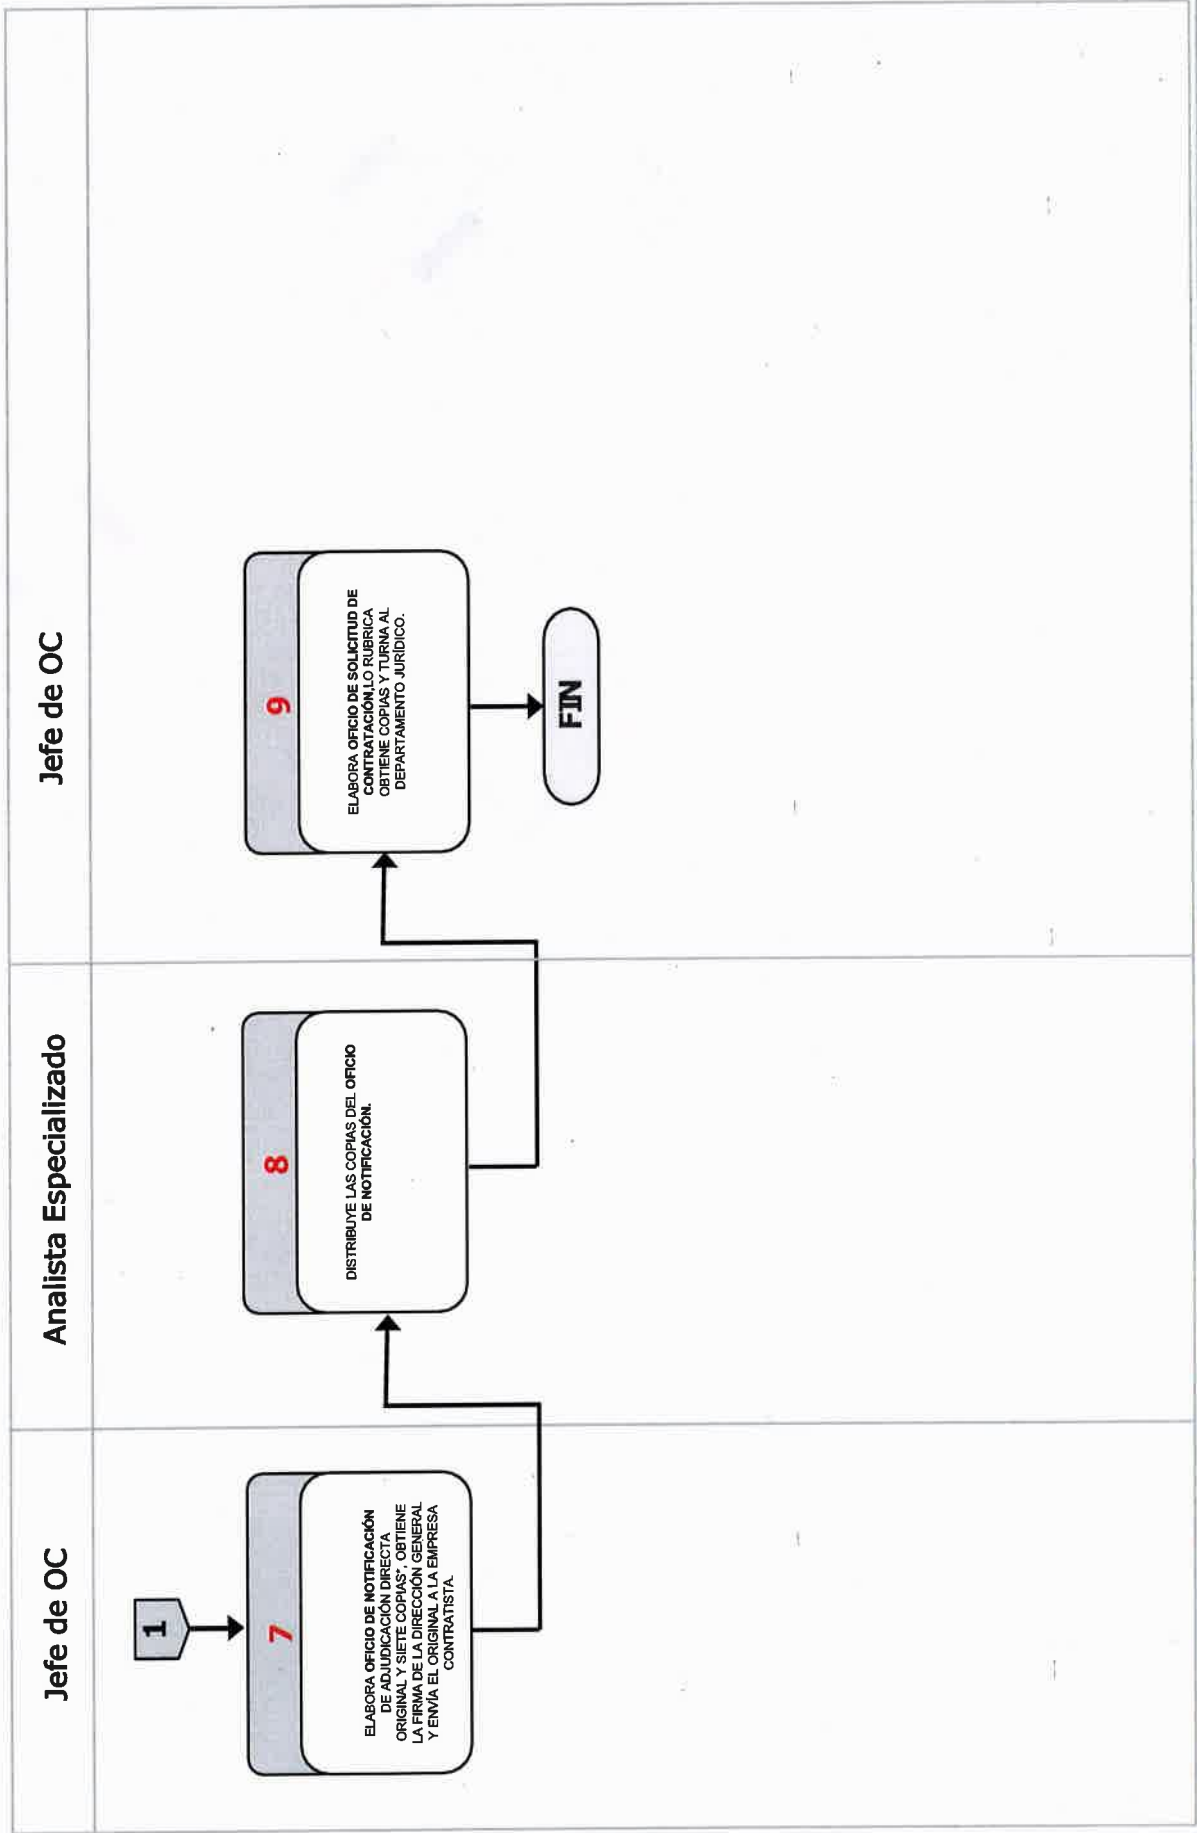 Jefe de OC
Analista Especializado
Jefe de OC
1
7
ELABORA OFICIO DE NOTIFICACIÓN
DE ADJUDICACIÓN DIRECTA
ORIGINAL Y SIETE COPIAS*, OBTIENE
LA FIRMA DE LA DIRECCIÓN GENERAL
Y ENVÍA EL ORIGINAL A LA EMPRESA
CONTRATISTA.
8
DISTRIBUYE LAS COPIAS DEL OFICIO
DE NOTIFICACIÓN.
9
ELABORA OFICIO DE SOLICITUD DE
CONTRATACIÓN,LO RUBRICA
OBTIENE COPIAS Y TURNA AL
DEPARTAMENTO JURÍDICO.
FIN